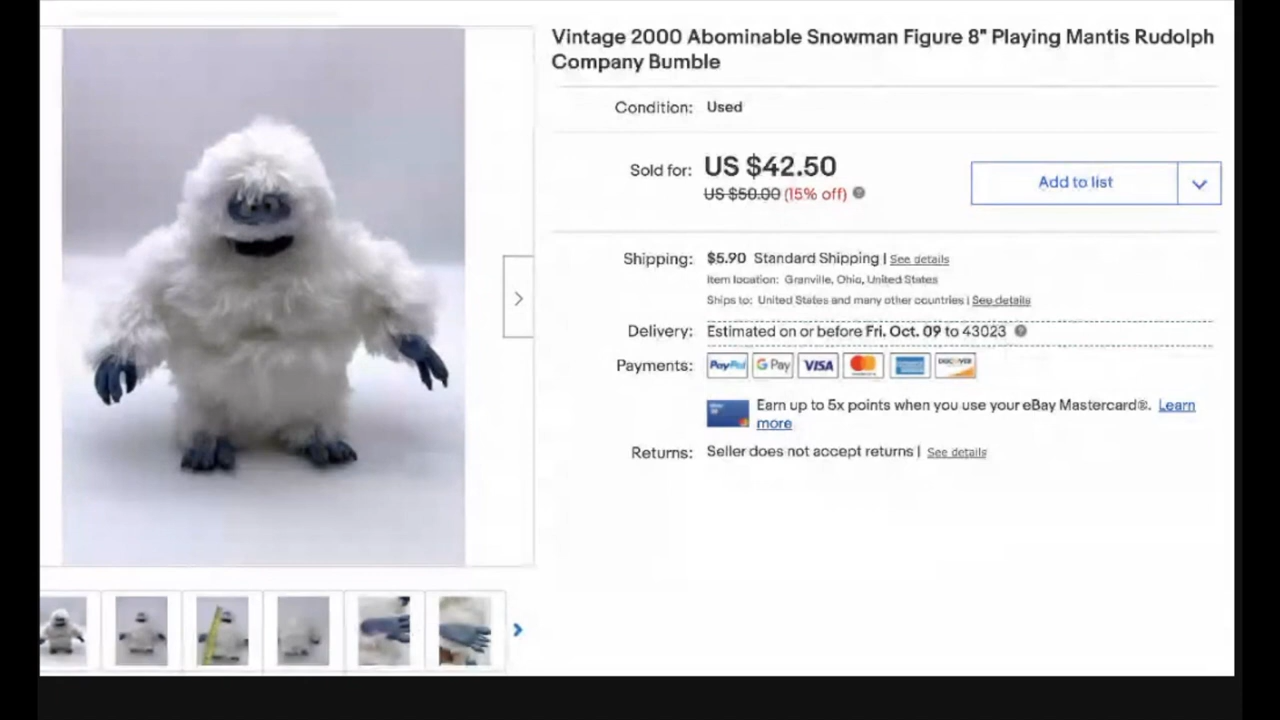 Vintage 2000 Abominable Snowman Figure 8" Playing Mantis Rudolph
Company Bumble
Condition: Used
Sold for: US $42.50
US $50.00 (15% off)
Add to list
Shipping: $5.90 Standard Shipping | See details
Item location: Granville, Ohio, United States
Ships to: United States and many other countries | See details
Delivery: Estimated on or before Fri. Oct. 09 to 43023
Payments: PayPal G Pay VISA DISCOVER
Earn up to 5x points when you use your eBay Mastercard®. Learn
more
Returns: Seller does not accept returns | See details